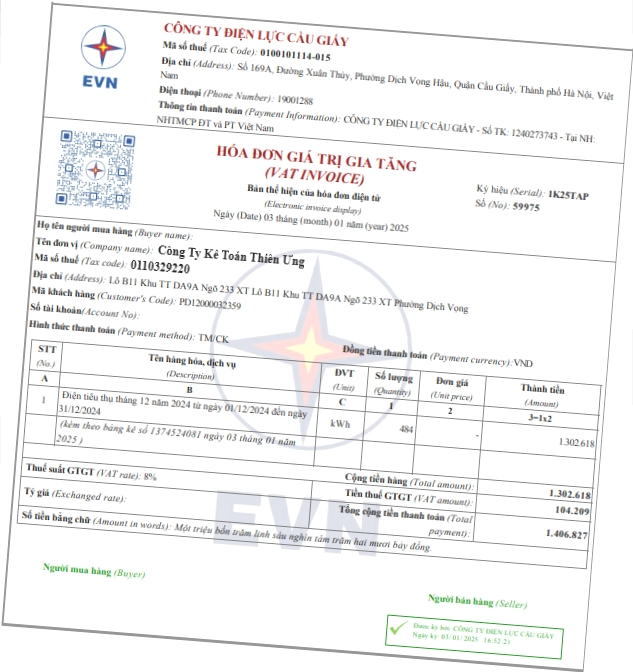 EVN
CÔNG TY ĐIỆN LỰC CẦU GIẤY
Mã số thuế (Tax Code): 0100101114-015
Địa chỉ (Address): Số 169A, Đường Xuân Thủy, Phường Dịch Vọng Hậu, Quận Cầu Giấy, Thành phố Hà Nội, Việt
Nam
Điện thoại (Phone Number): 19001288
Thông tin thanh toán (Payment Information): CÔNG TY ĐIỆN LỰC CẦU GIẤY - Số TK: 1240273743 - Tại NH:
NHTMCP ĐT và PT Việt Nam
HÓA ĐƠN GIÁ TRỊ GIA TĂNG
(VAT INVOICE)
Bản thể hiện của hóa đơn điện tử
(Electronic invoice display)
Ngày (Date) 03 tháng (month) 01 năm (year) 2025
Ký hiệu (Serial): 1K25TAP
Số (No): 59975
Họ tên người mua hàng (Buyer name):
Tên đơn vị (Company name): Công Ty Kế Toán Thiên Ưng
Mã số thuế (Tax code): 0110329220
Địa chỉ (Address): Lô B11 Khu TT DA9A Ngõ 233 XT Lô B11 Khu TT DA9A Ngõ 233 XT Phường Dịch Vọng
Mã khách hàng (Customer's Code): PD12000032359
Số tài khoản(Account No):
Hình thức thanh toán (Payment method): TM/CK
Đồng tiền thanh toán (Payment currency):VND
STT
(No.)
Tên hàng hóa, dịch vụ
(Description)
ĐVT
(Unit)
Số lượng
(Quantity)
Đơn giá
(Unit price)
Thành tiền
(Amount)
A
B
C
1
2
3=1x2
1
Điện tiêu thụ tháng 12 năm 2024 từ ngày 01/12/2024 đến ngày
31/12/2024
(kèm theo bảng kê số 1374524081 ngày 03 tháng 01 năm
2025 )
kWh
484
-
1.302.618
Cộng tiền hàng (Total amount):
1.302.618
Thuế suất GTGT (VAT rate): 8%
Tiền thuế GTGT (VAT amount):
104.209
Tỷ giá (Exchanged rate):
Tổng cộng tiền thanh toán (Total
payment):
1.406.827
Số tiền bằng chữ (Amount in words): Một triệu bốn trăm linh sáu nghìn tám trăm hai mươi bảy đồng.
EVN
Người mua hàng (Buyer)
Người bán hàng (Seller)
Được ký bởi: CÔNG TY ĐIỆN LỰC CẦU GIẤY
Ngày ký: 03/01/2025 16:52:21